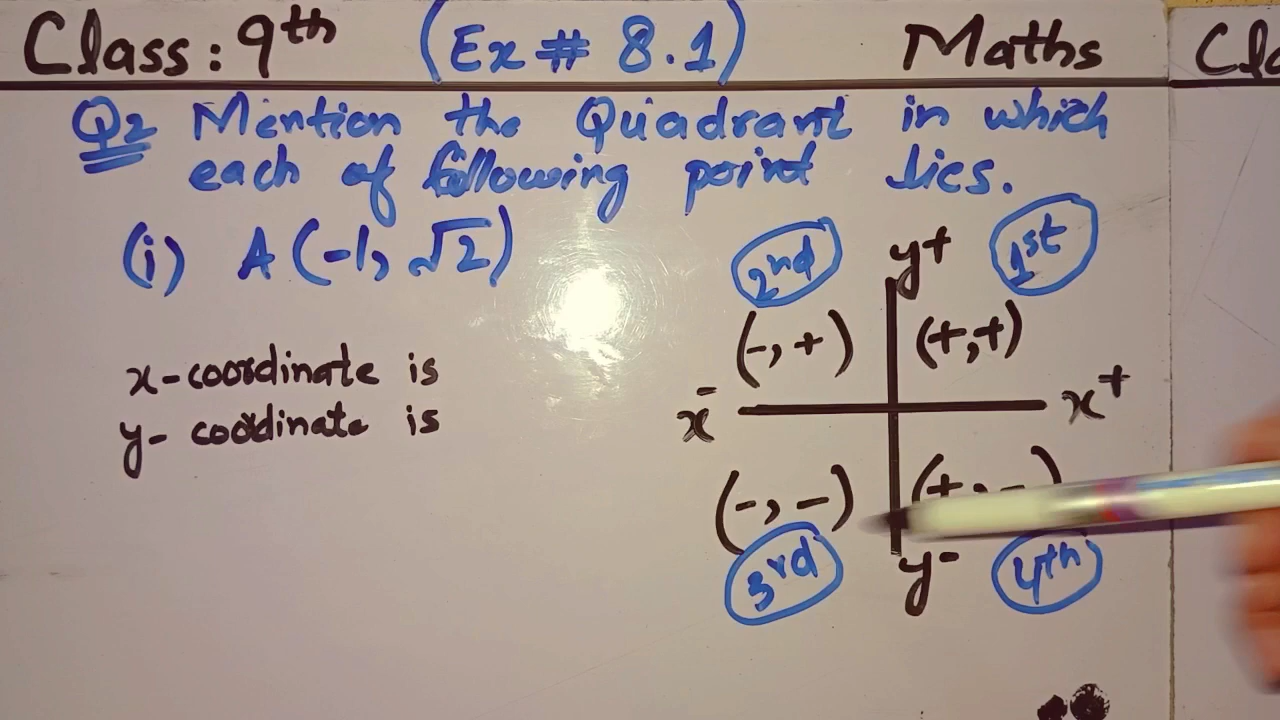 Class: 9th (Ex # 8.1) Maths
Q2 Mention the Quadrant in which
each of following point lies.
(i) A(-1, √2)
x-coordinate is
y- coordinate is
2nd y+ 1st
(-, +) (+,+)
x- x+
(-, -) (+, -)
3rd y- 4th